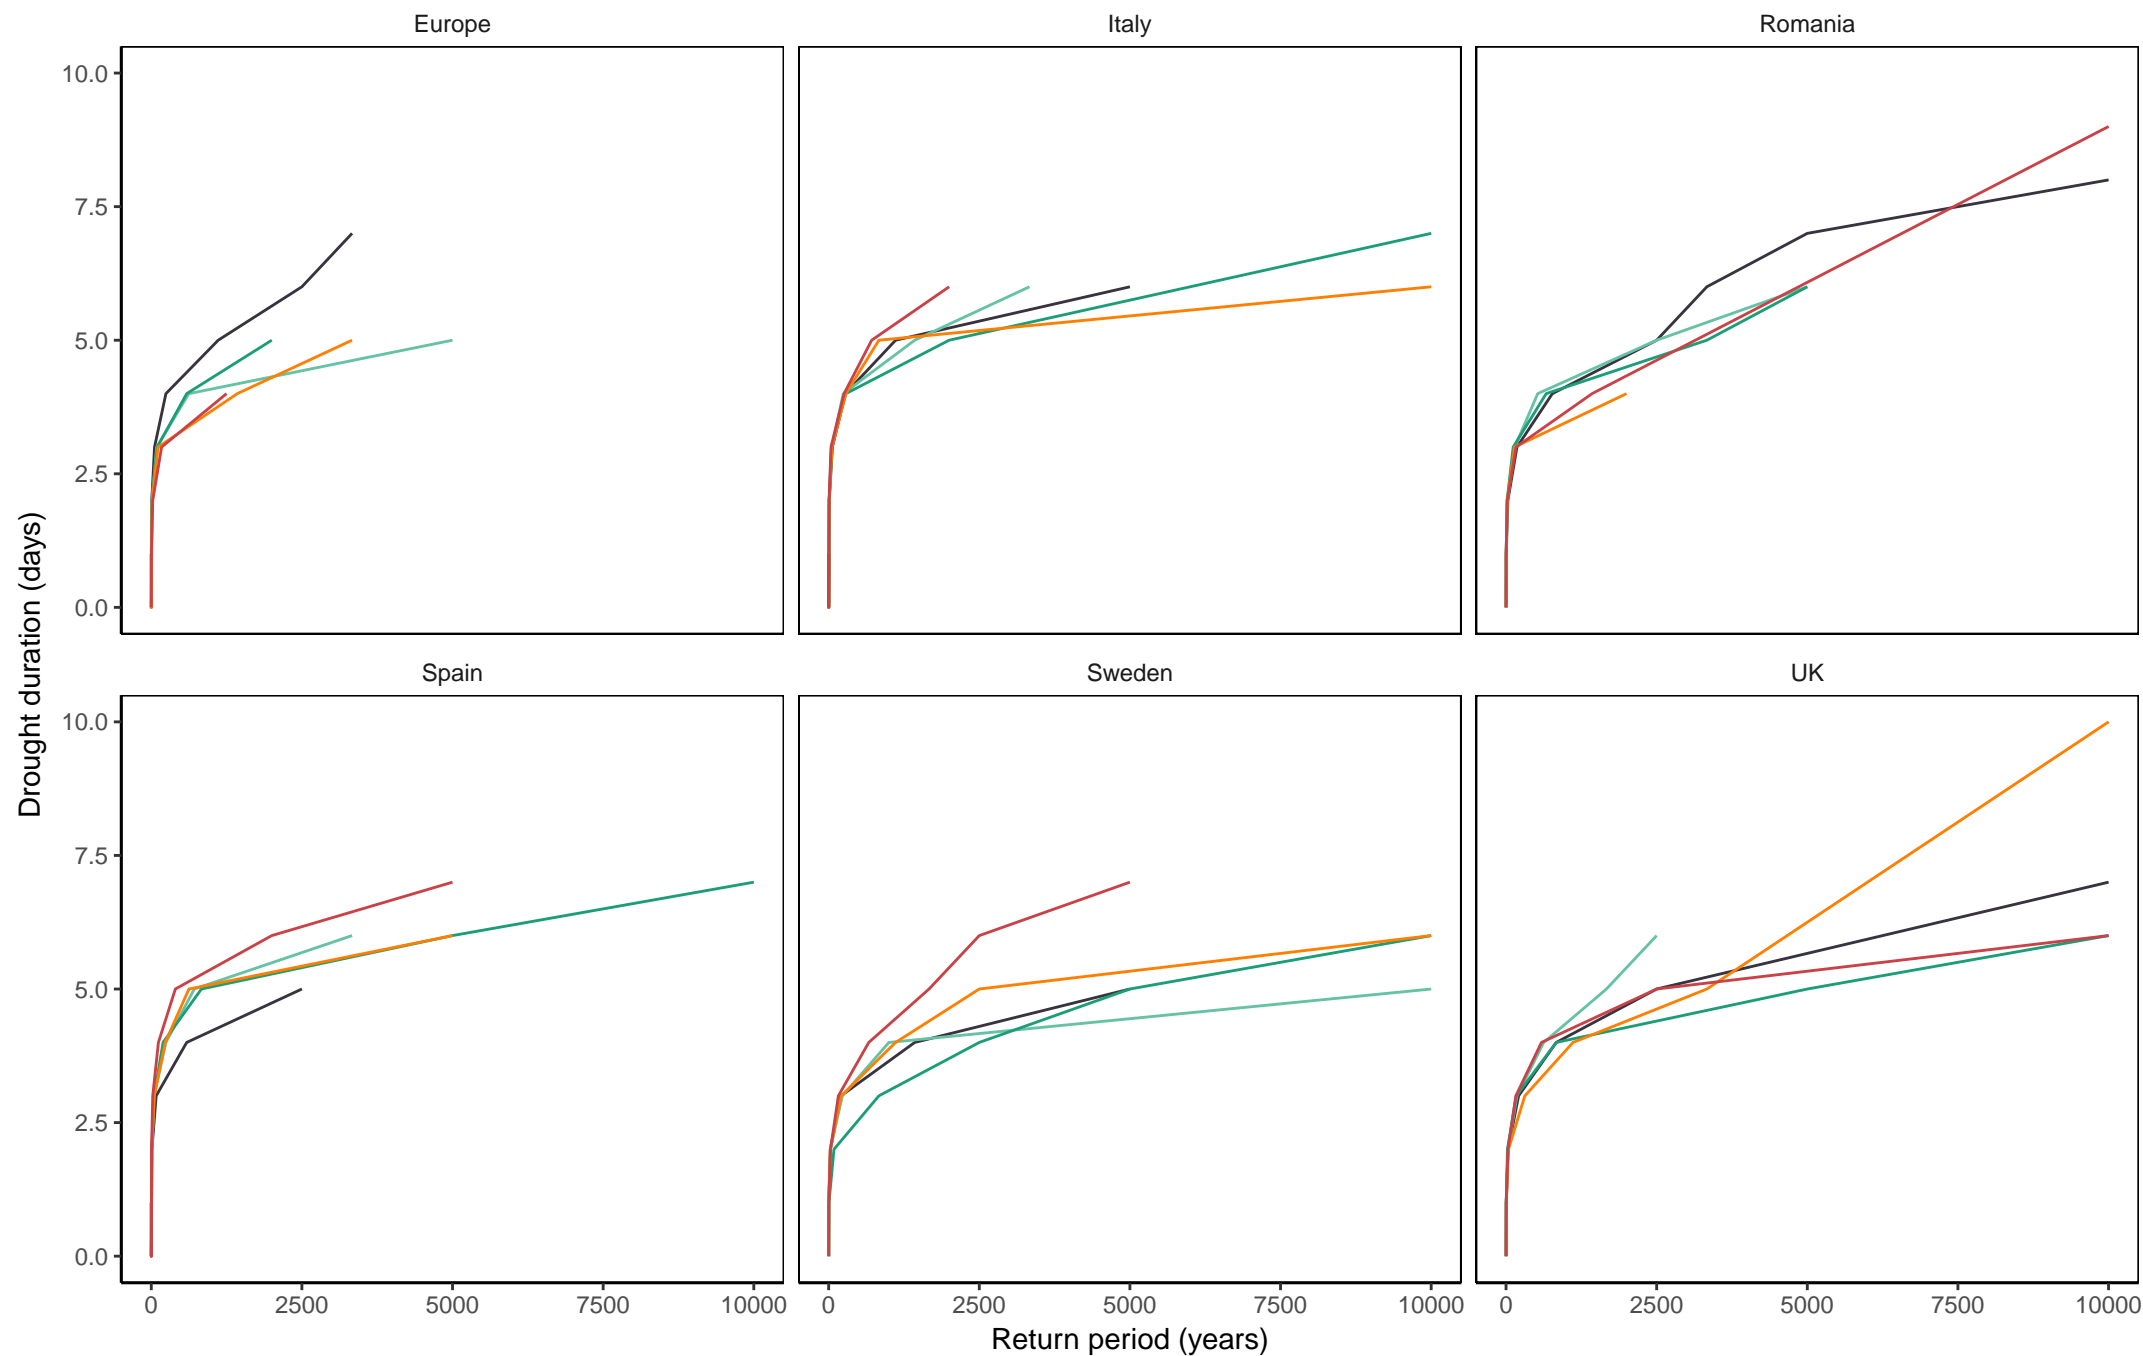 Europe
Italy
Romania
10.0
7.5
5.0
2.5
0.0
Drought duration (days)
Spain
Sweden
UK
10.0
7.5
5.0
2.5
0.0
0 2500 5000 7500 10000
0 2500 5000 7500 10000
0 2500 5000 7500 10000
Return period (years)